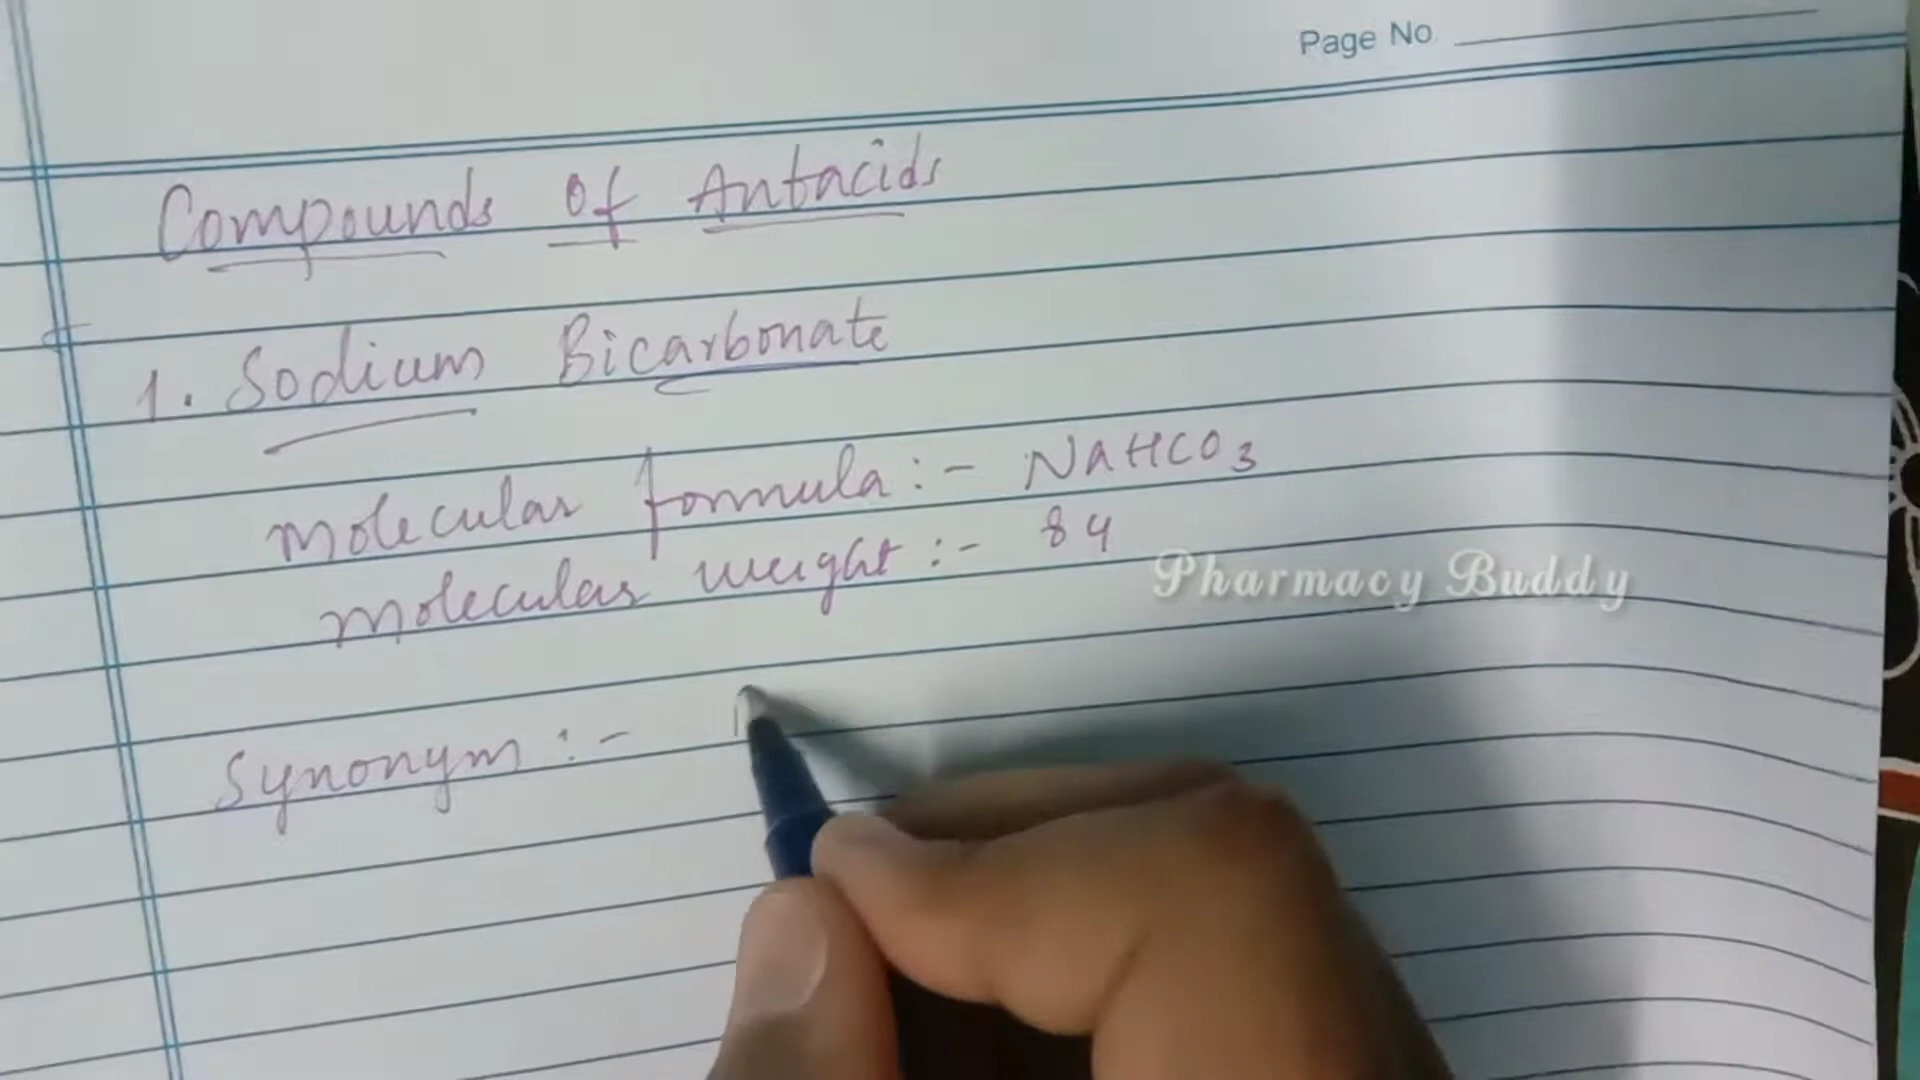 Page No.
Compounds of Antacids
1. Sodium Bicarbonate
Molecular formula :- NaHCO3
Molecular weight :- 84
Pharmacy Buddy
Synonym :-